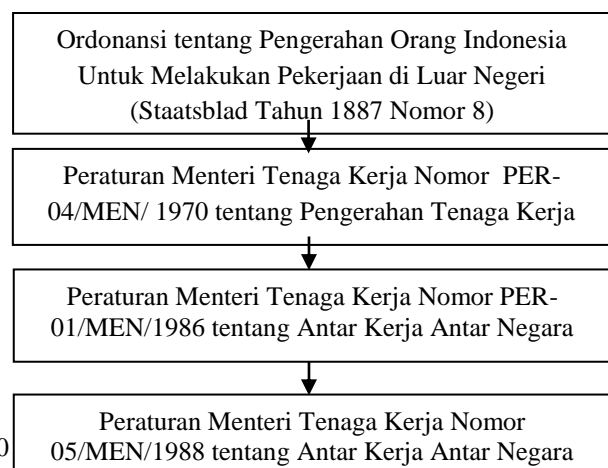 Ordonansi tentang Pengerahan Orang Indonesia
Untuk Melakukan Pekerjaan di Luar Negeri
(Staatsblad Tahun 1887 Nomor 8)
Peraturan Menteri Tenaga Kerja Nomor PER-
04/MEN/ 1970 tentang Pengerahan Tenaga Kerja
Peraturan Menteri Tenaga Kerja Nomor PER-
01/MEN/1986 tentang Antar Kerja Antar Negara
Peraturan Menteri Tenaga Kerja Nomor
0 05/MEN/1988 tentang Antar Kerja Antar Negara